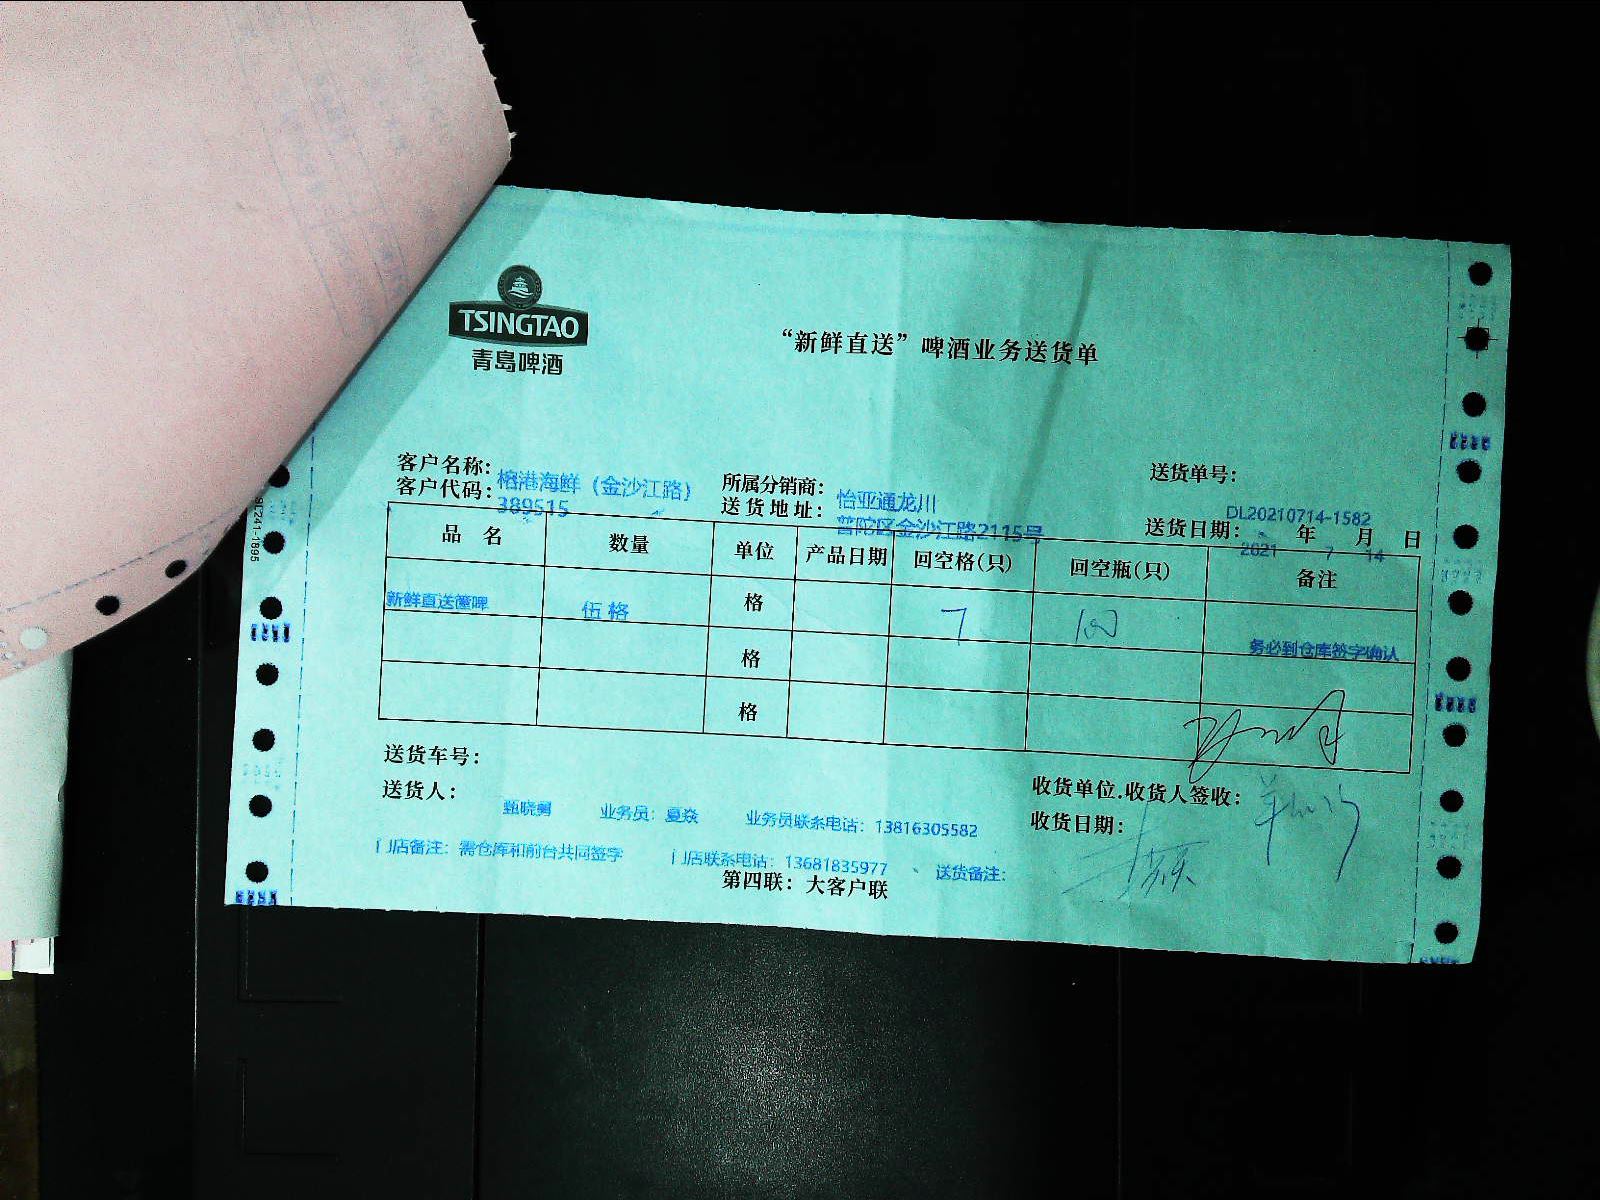 TSINGTAO
青島啤酒
“新鲜直送”啤酒业务送货单
客户名称: 榕港海鲜（金沙江路） 所属分销商: 怡亚通龙川 送货单号: DL20210714-1582
客户代码: 389515 送货地址: 普陀区金沙江路2115号 送货日期: 2021 年 7 月 14 日
品 名 数量 单位 产品日期 回空格(只) 回空瓶(只) 备注
新鲜直送箧啤 伍格 格 7 100 务必到仓库签字确认
格
格
送货车号:
送货人: 甄晓舅 业务员: 夏焱 业务员联系电话: 13816305582 收货单位.收货人签收:
收货日期:
门店备注: 需仓库和前台共同签字 门店联系电话: 13681835977 、 送货备注:
第四联: 大客户联
9L241-1895